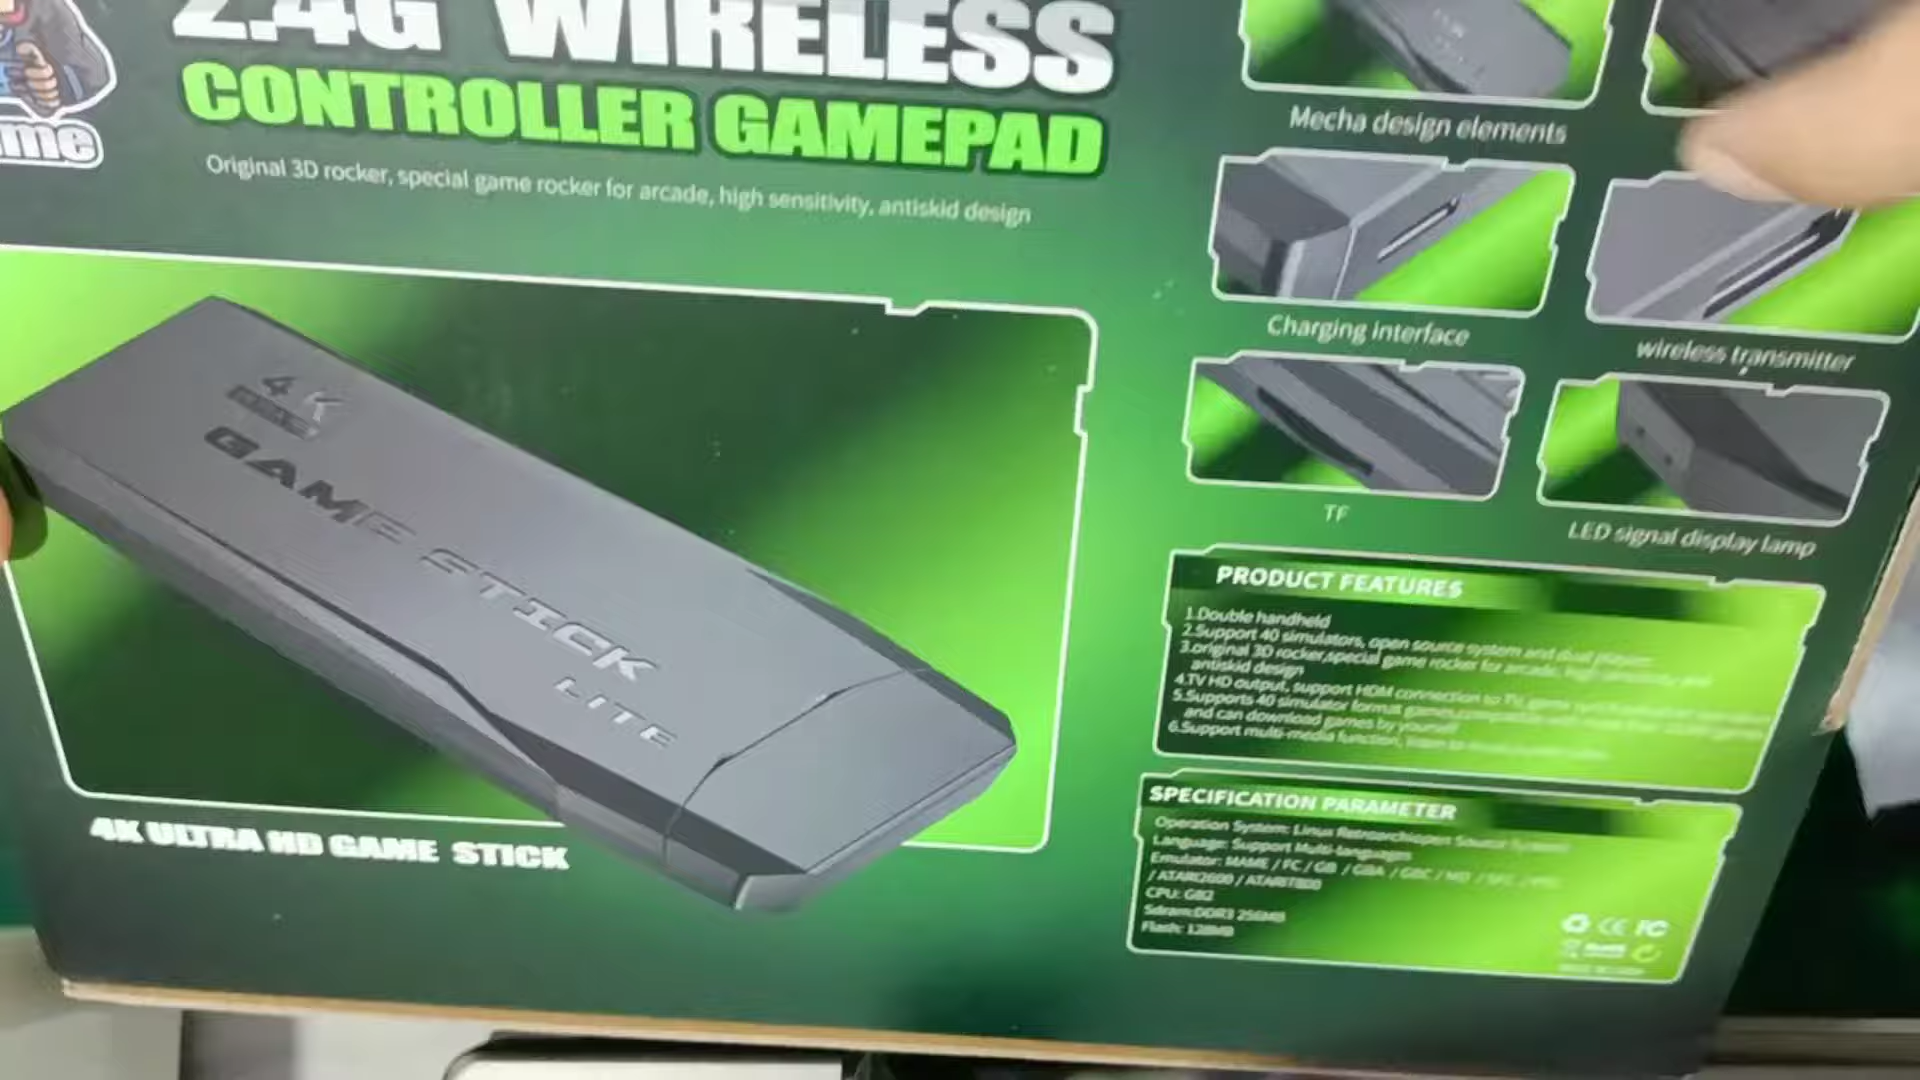 2.4G WIRELESS
CONTROLLER GAMEPAD
Original 3D rocker, special game rocker for arcade, high sensitivity, antiskid design
4K
GAME STICK
LITE
4K ULTRA HD GAME STICK
Mecha design elements
Charging interface
wireless transmitter
TF
LED signal display lamp
PRODUCT FEATURES
1.Double handheld
2.Support 40 simulators, open source system and dual
3.original 3D rocker,special game rocker for arcade, high
antiskid design
4.TV HD output, support HDMI connection to TV, game
5.Supports 40 simulator format games,
and can download games by yourself
6.Support multi-media function,
SPECIFICATION PARAMETER
Operation System: Linux
Language: Support Multi-languages
Emulator: MAME / FC / GB / GBA / GBC / MD / SFC /
/ ATARI2600 / ATARI7800
CPU:
Sdram:DDR3 256MB
Flash: 128MB
CE FC
RoHS